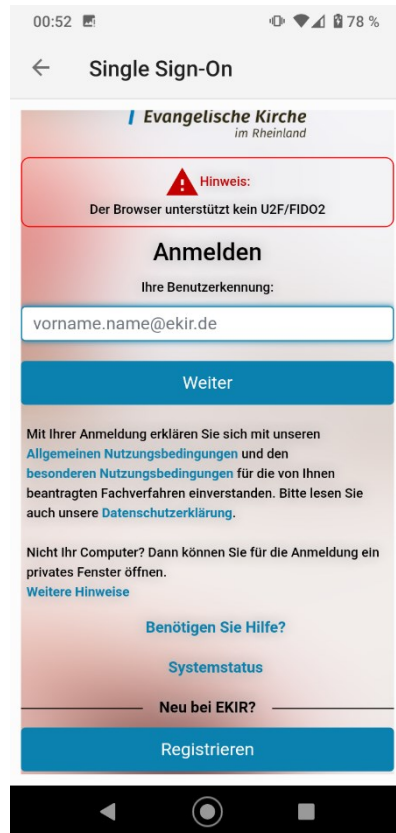 00:52 78 %
Single Sign-On
Evangelische Kirche
im Rheinland
Hinweis:
Der Browser unterstützt kein U2F/FIDO2
Anmelden
Ihre Benutzerkennung:
vorname.name@ekir.de
Weiter
Mit Ihrer Anmeldung erklären Sie sich mit unseren
Allgemeinen Nutzungsbedingungen und den
besonderen Nutzungsbedingungen für die von Ihnen
beantragten Fachverfahren einverstanden. Bitte lesen Sie
auch unsere Datenschutzerklärung.
Nicht Ihr Computer? Dann können Sie für die Anmeldung ein
privates Fenster öffnen.
Weitere Hinweise
Benötigen Sie Hilfe?
Systemstatus
Neu bei EKIR?
Registrieren